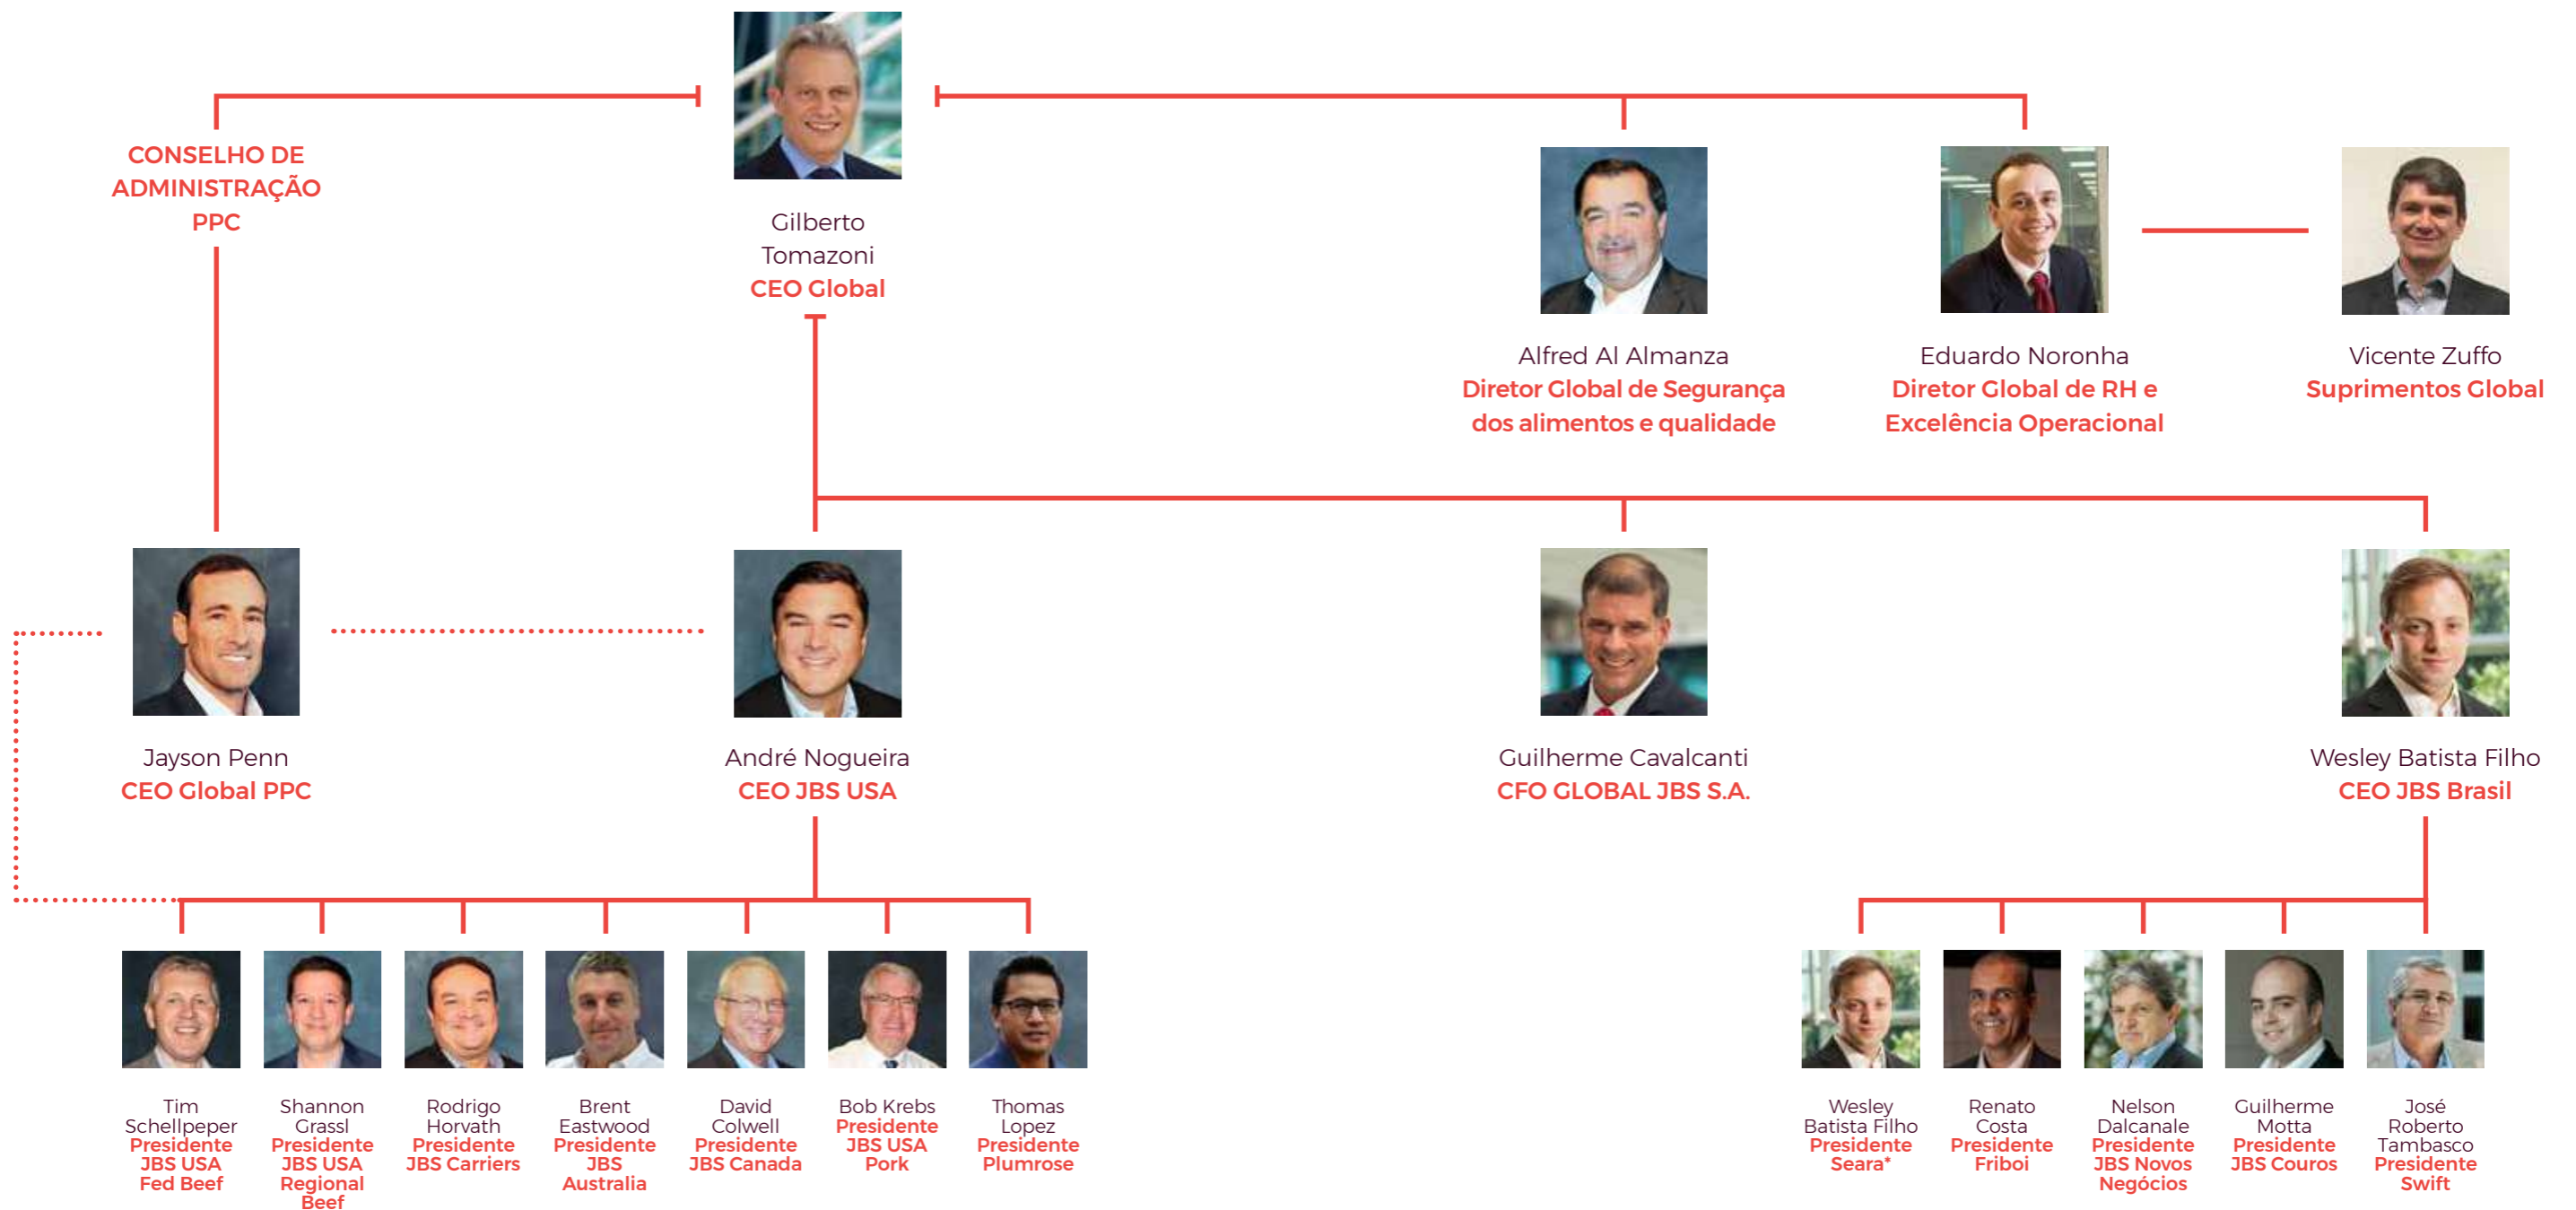 CONSELHO DE
ADMINISTRAÇÃO
PPC
Gilberto
Tomazoni
CEO Global
Alfred Al Almanza
Diretor Global de Segurança
dos alimentos e qualidade
Eduardo Noronha
Diretor Global de RH e
Excelência Operacional
Vicente Zuffo
Suprimentos Global
Jayson Penn
CEO Global PPC
André Nogueira
CEO JBS USA
Guilherme Cavalcanti
CFO GLOBAL JBS S.A.
Wesley Batista Filho
CEO JBS Brasil
Tim
Schellpeper
Presidente
JBS USA
Fed Beef
Shannon
Grassl
Presidente
JBS USA
Regional
Beef
Rodrigo
Horvath
Presidente
JBS Carriers
Brent
Eastwood
Presidente
JBS
Australia
David
Colwell
Presidente
JBS Canada
Bob Krebs
Presidente
JBS USA
Pork
Thomas
Lopez
Presidente
Plumrose
Wesley
Batista Filho
Presidente
Seara*
Renato
Costa
Presidente
Friboi
Nelson
Dalcanale
Presidente
JBS Novos
Negócios
Guilherme
Motta
Presidente
JBS Couros
José
Roberto
Tambasco
Presidente
Swift